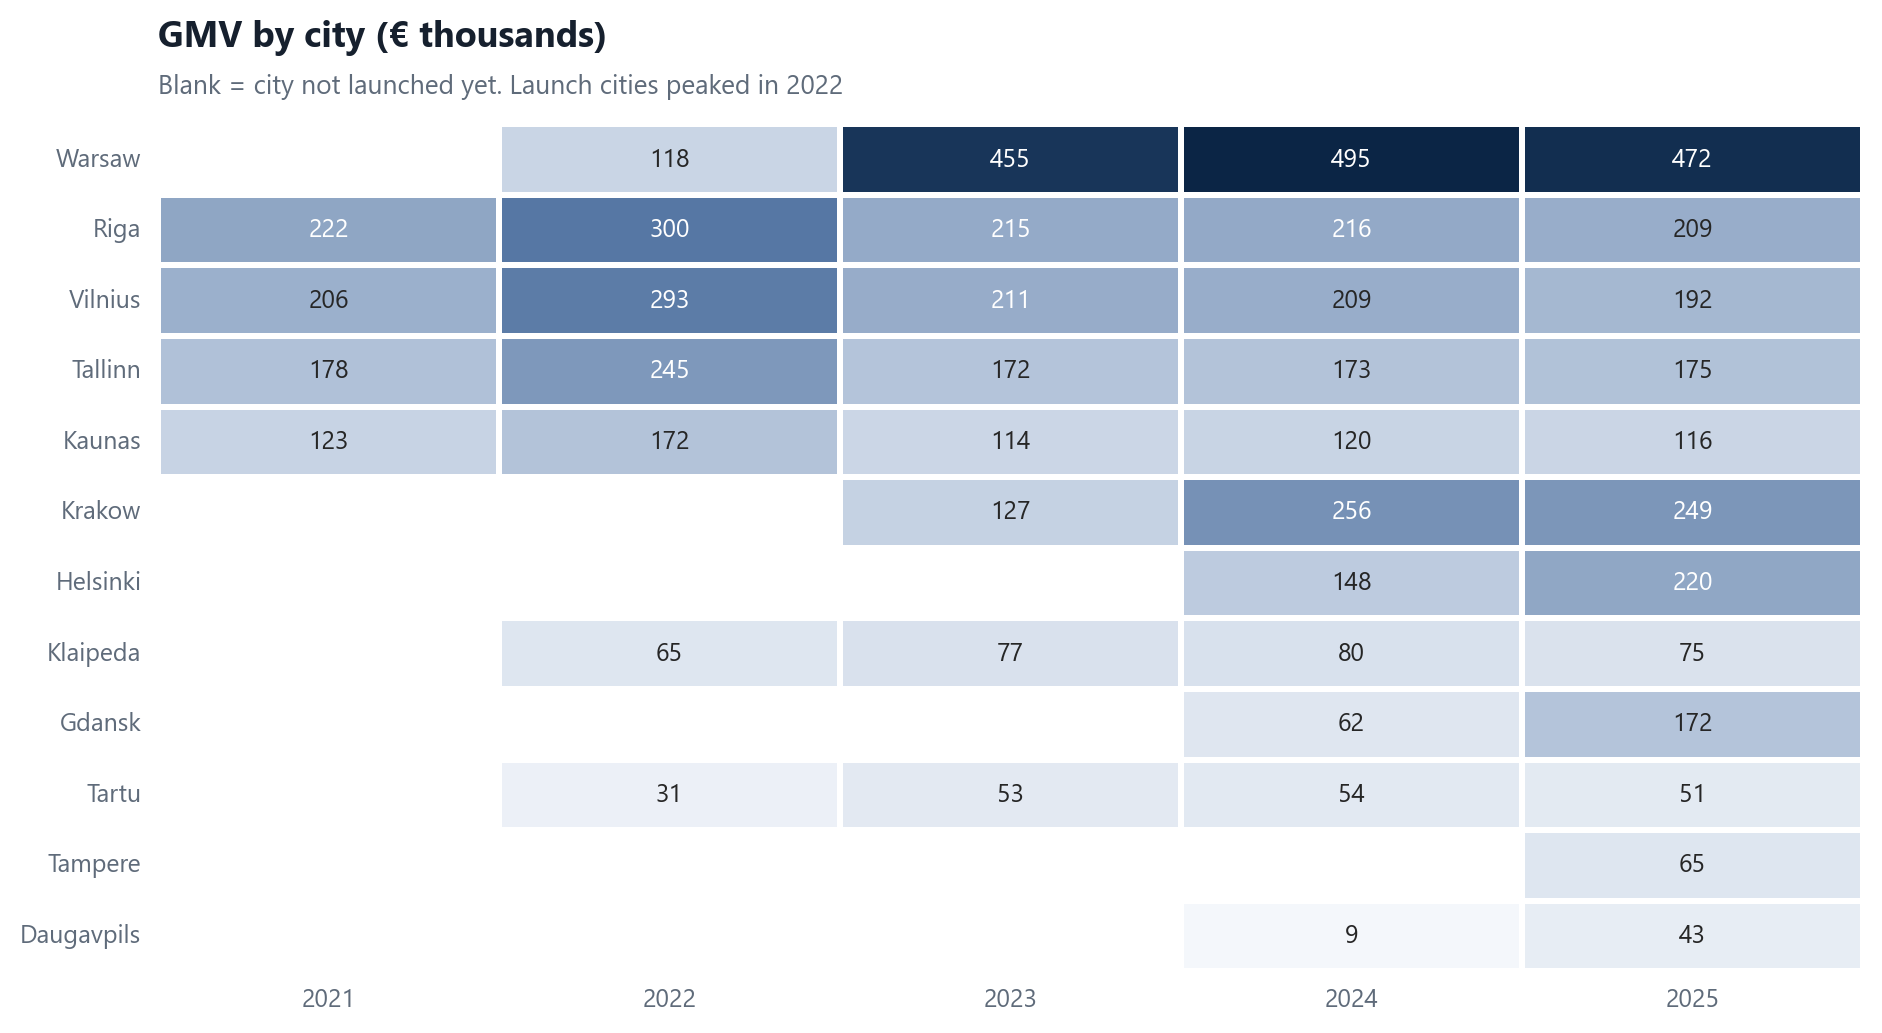 GMV by city (€ thousands)
Blank = city not launched yet. Launch cities peaked in 2022
Warsaw 118 455 495 472
Riga 222 300 215 216 209
Vilnius 206 293 211 209 192
Tallinn 178 245 172 173 175
Kaunas 123 172 114 120 116
Krakow 127 256 249
Helsinki 148 220
Klaipeda 65 77 80 75
Gdansk 62 172
Tartu 31 53 54 51
Tampere 65
Daugavpils 9 43
2021 2022 2023 2024 2025